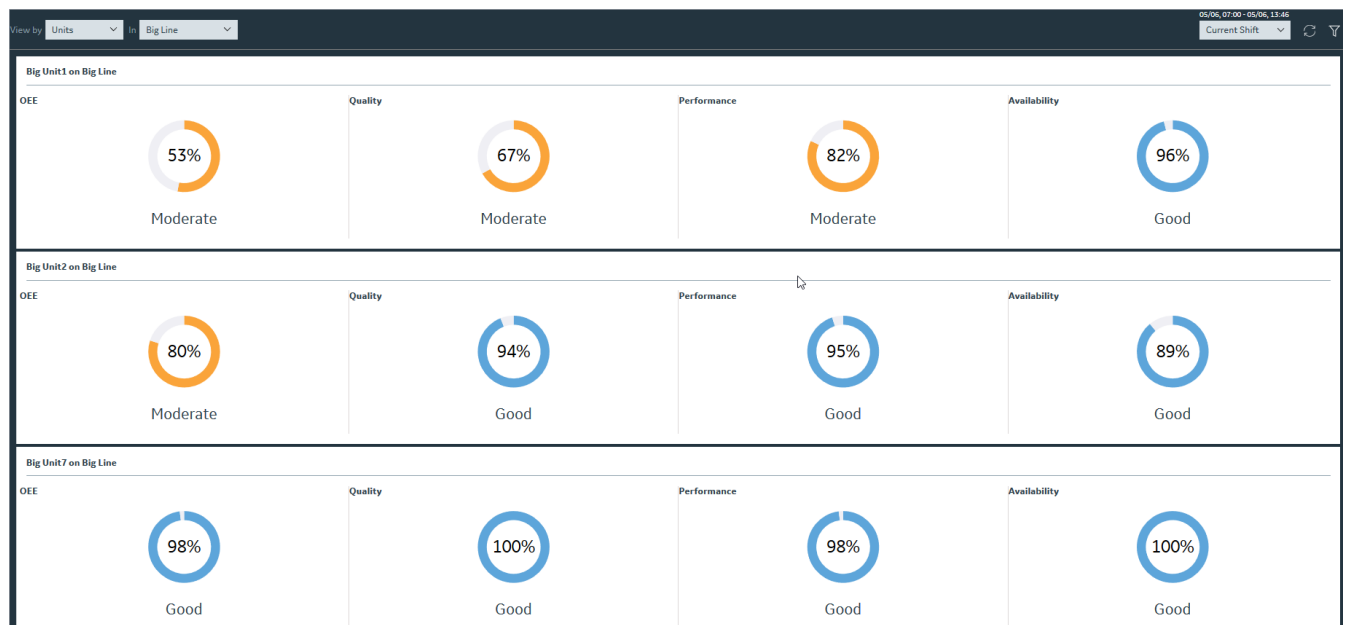 05/06, 07:00 - 05/06, 13:46
View by Units In Big Line Current Shift
Big Unit1 on Big Line
OEE Quality Performance Availability
53% 67% 82% 96%
Moderate Moderate Moderate Good
Big Unit2 on Big Line
OEE Quality Performance Availability
80% 94% 95% 89%
Moderate Good Good Good
Big Unit7 on Big Line
OEE Quality Performance Availability
98% 100% 98% 100%
Good Good Good Good